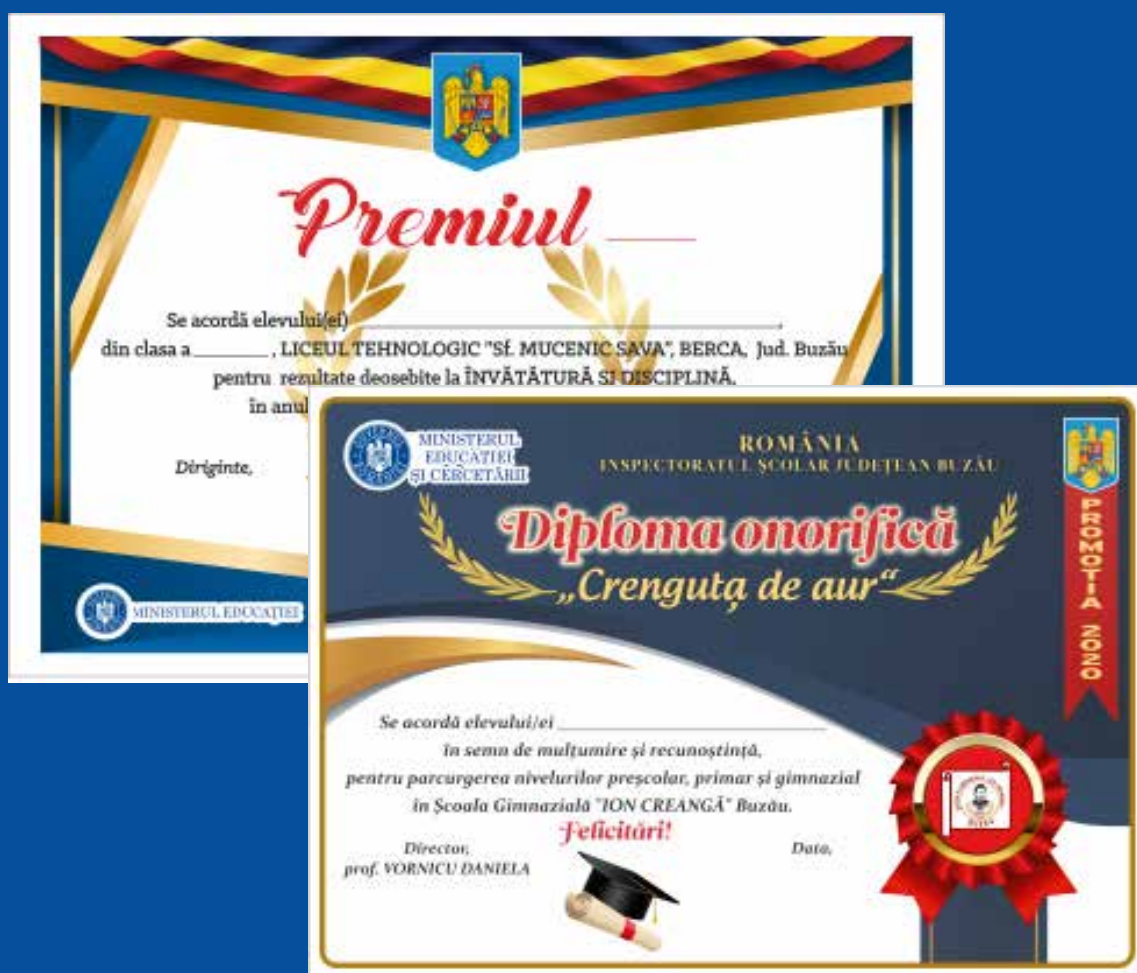 Premiul
Se acordă elevului(ei)
din clasa a , LICEUL TEHNOLOGIC "Sf. MUCENIC SAVA", BERCA, Jud. Buzău
pentru rezultate deosebite la ÎNVĂTĂTURĂ SI DISCIPLINĂ,
în anul
Diriginte,
MINISTERUL EDUCAȚIEI
MINISTERUL
EDUCAȚIEI
ȘI CERCETĂRII
ROMÂNIA
INSPECTORATUL ȘCOLAR JUDEȚEAN BUZĂU
Diploma onorifică
„Crenguța de aur“
PROMOTIA 2020
Se acordă elevului/ei
în semn de mulțumire și recunoștință,
pentru parcurgerea nivelurilor preșcolar, primar și gimnazial
în Școala Gimnazială "ION CREANGĂ" Buzău.
Felicitări!
Director,
prof. VORNICU DANIELA
Data,